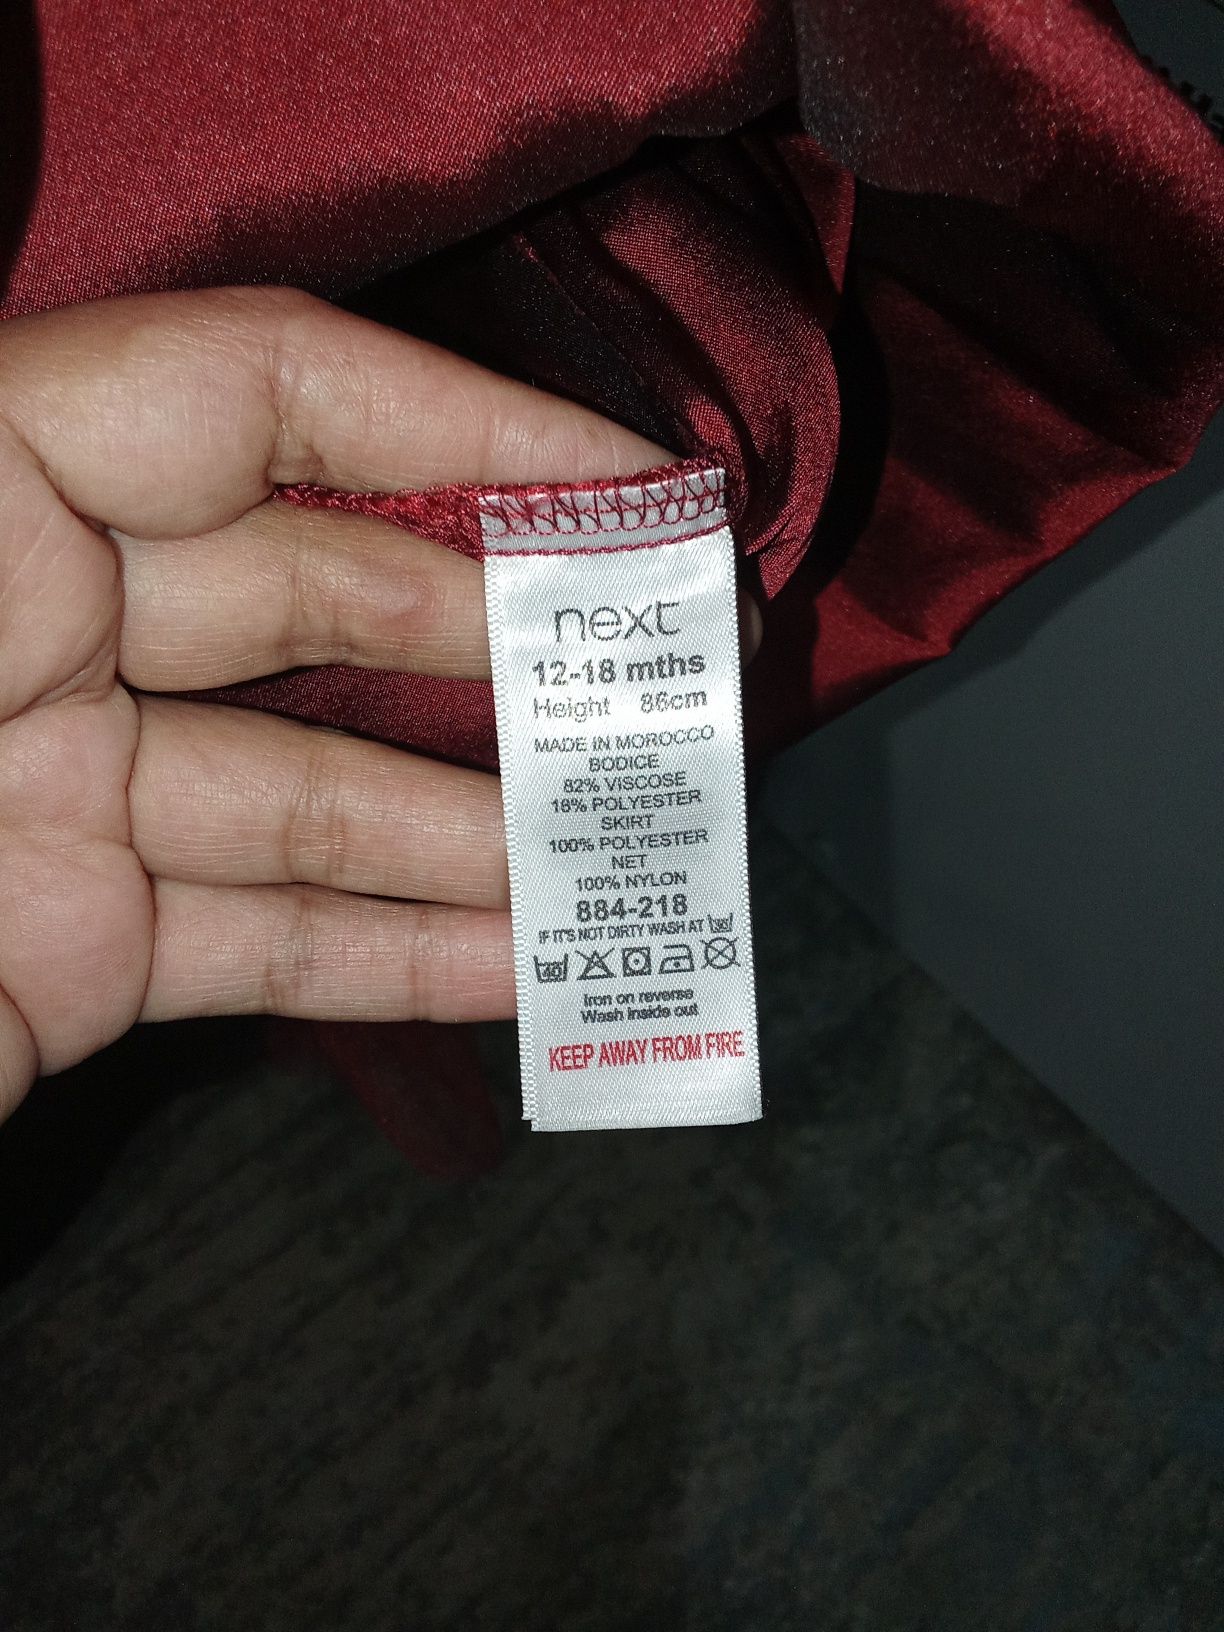 next
12-18 mths
Height 86cm
MADE IN MOROCCO
BODICE
82% VISCOSE
18% POLYESTER
SKIRT
100% POLYESTER
NET
100% NYLON
884-218
IF IT'S NOT DIRTY WASH AT 30
40
Iron on reverse
Wash inside out
KEEP AWAY FROM FIRE